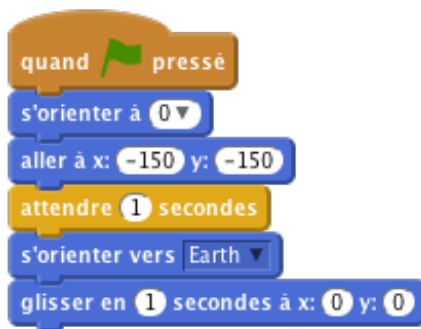 quand pressé
s'orienter à 0
aller à x: -150 y: -150
attendre 1 secondes
s'orienter vers Earth
glisser en 1 secondes à x: 0 y: 0